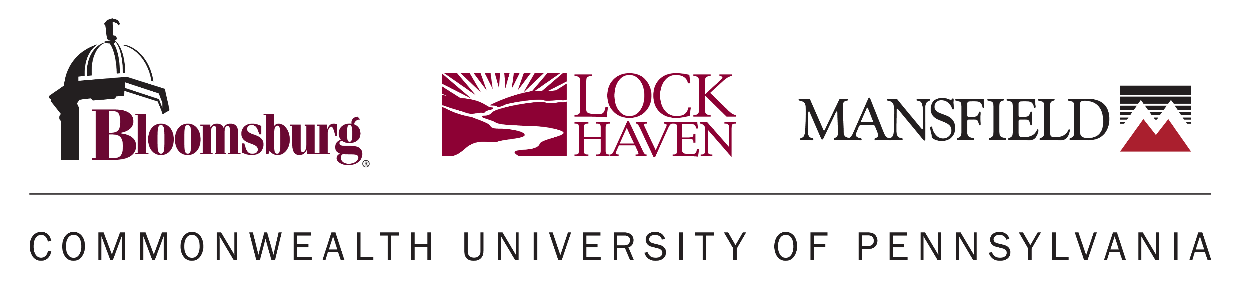 Bloomsburg®
LOCK
HAVEN
MANSFIELD
COMMONWEALTH UNIVERSITY OF PENNSYLVANIA